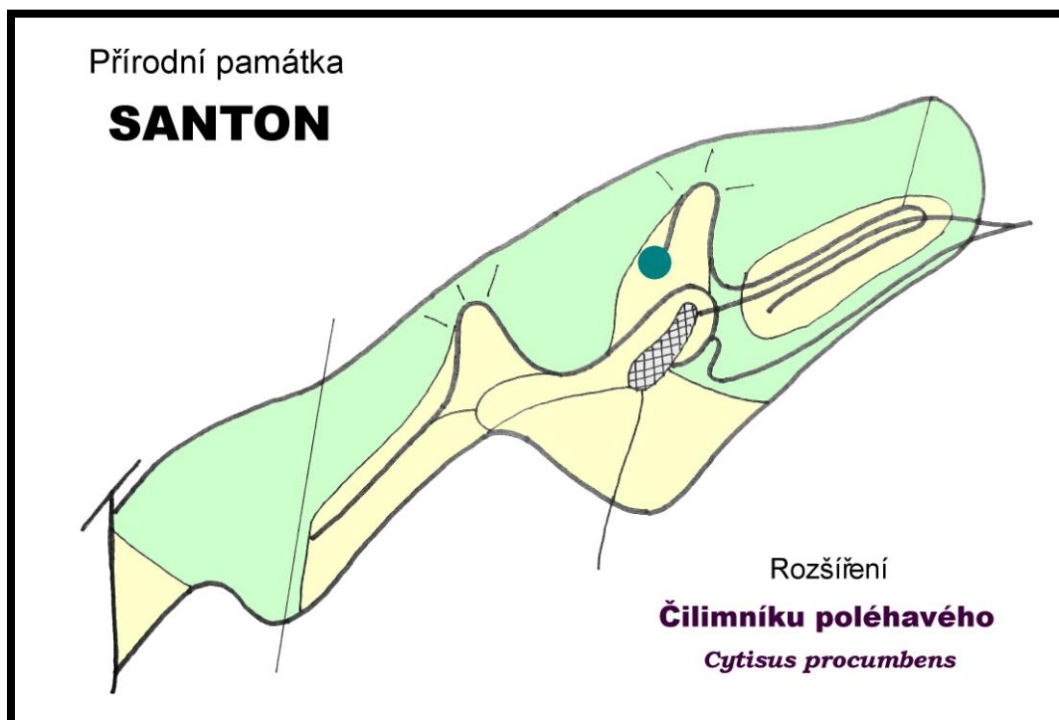 Přírodní památka
SANTON
Rozšíření
Čilimníku poléhavého
Cytisus procumbens